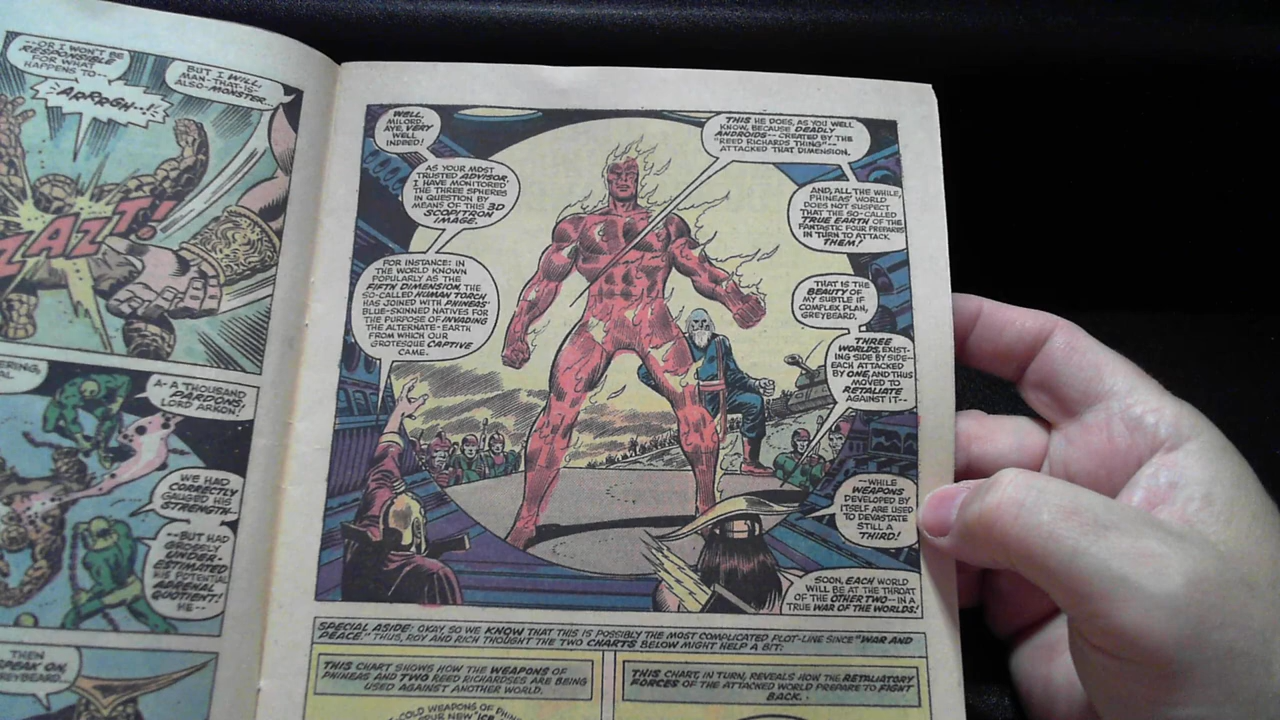 --OR I WON'T BE
RESPONSIBLE
FOR WHAT
HAPPENS TO--
ARRRGH--!
BUT I WILL,
MAN-THAT-IS-
ALSO-MONSTER.
ZAZT!
A-A THOUSAND
PARDONS,
LORD ARKON!
WE HAD
CORRECTLY
GAUGED HIS
STRENGTH--
--BUT HAD
GROSSLY
UNDER-
ESTIMATED
HIS POTENTIAL
ADRENAL
QUOTIENT!
HE--
THEN
SPEAK ON,
GREYBEARD.
WELL,
MILORD.
AYE, VERY
WELL
INDEED!
AS YOUR MOST
TRUSTED ADVISOR,
I HAVE MONITORED
THE THREE SPHERES
IN QUESTION BY
MEANS OF THIS 3D
SCOPITRON
IMAGE.
FOR INSTANCE: IN
THE WORLD KNOWN
POPULARLY AS THE
FIFTH DIMENSION, THE
SO-CALLED HUMAN TORCH
HAS JOINED WITH PHINEAS'
BLUE-SKINNED NATIVES FOR
THE PURPOSE OF INVADING
THE ALTERNATE-EARTH
FROM WHICH OUR
GROTESQUE CAPTIVE
CAME.
THIS HE DOES, AS YOU WELL
KNOW, BECAUSE DEADLY
ANDROIDS--CREATED BY THE
"REED RICHARDS THING"--
ATTACKED THAT DIMENSION.
AND, ALL THE WHILE,
PHINEAS' WORLD
DOES NOT SUSPECT
THAT THE SO-CALLED
TRUE EARTH OF THE
FANTASTIC FOUR PREPARES
IN TURN TO ATTACK
THEM!
THAT IS THE
BEAUTY OF
MY SUBTLE IF
COMPLEX PLAN,
GREYBEARD.
THREE
WORLDS, EXIST-
ING SIDE BY SIDE--
EACH ATTACKED
BY ONE, AND THUS
MOVED TO
RETALIATE
AGAINST IT--
--WHILE
WEAPONS
DEVELOPED BY
ITSELF ARE USED
TO DEVASTATE
STILL A
THIRD!
SOON, EACH WORLD
WILL BE AT THE THROAT
OF THE OTHER TWO--IN A
TRUE WAR OF THE WORLDS!
SPECIAL ASIDE: OKAY, SO WE KNOW THAT THIS IS POSSIBLY THE MOST COMPLICATED PLOT-LINE SINCE "WAR AND
PEACE." THUS, ROY AND RICH THOUGHT THE TWO CHARTS BELOW MIGHT HELP A BIT:
THIS CHART SHOWS HOW THE WEAPONS OF
PHINEAS AND TWO REED RICHARDSES ARE BEING
USED AGAINST ANOTHER WORLD.
COLD WEAPONS OF
THIS CHART, IN TURN, REVEALS HOW THE RETALIATORY
FORCES OF THE ATTACKED WORLD PREPARE TO FIGHT
BACK.